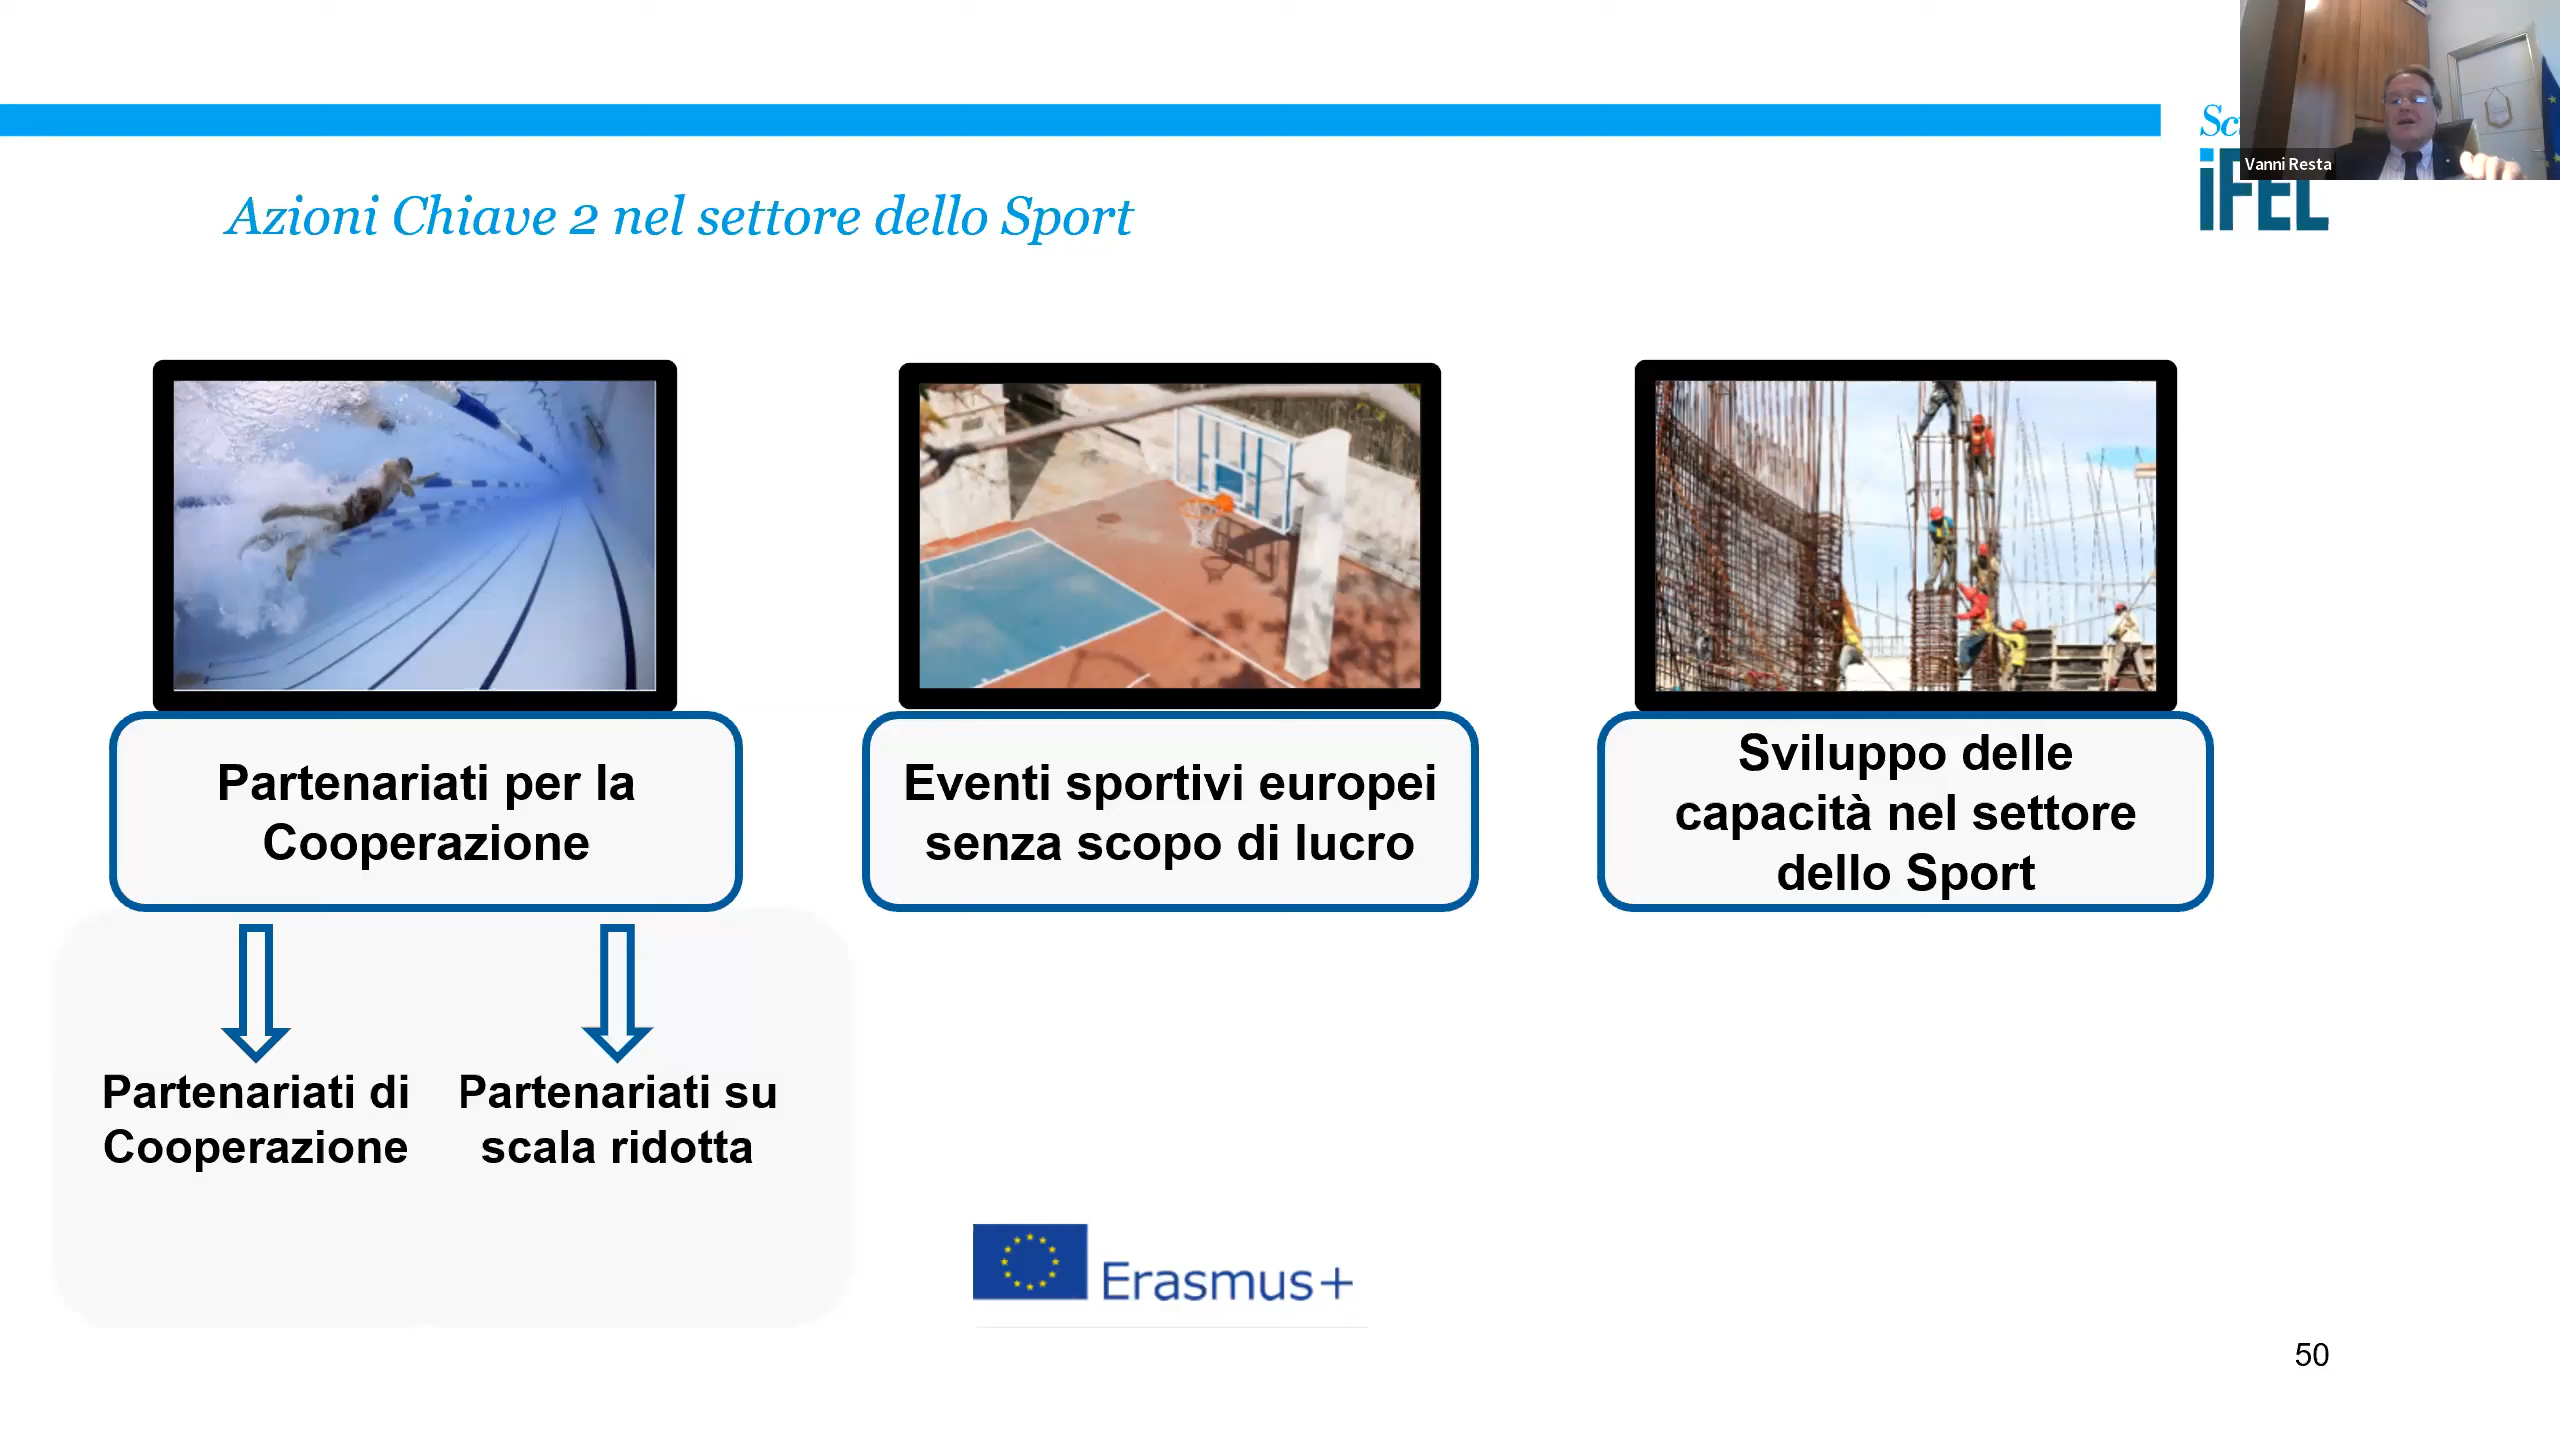 Vanni Resta
iFEL
Azioni Chiave 2 nel settore dello Sport
Partenariati per la
Cooperazione
Eventi sportivi europei
senza scopo di lucro
Sviluppo delle
capacità nel settore
dello Sport
Partenariati di
Cooperazione
Partenariati su
scala ridotta
Erasmus+
50